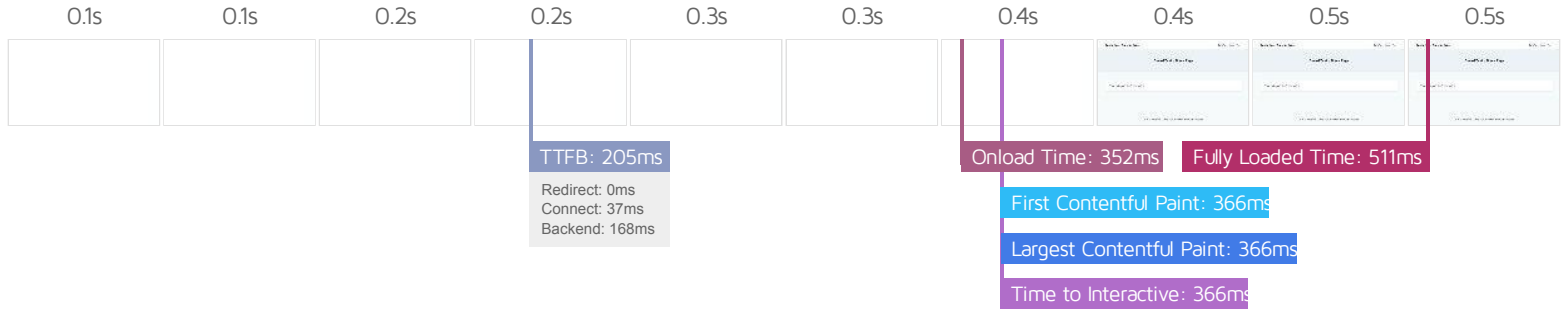 0.1s 0.1s 0.2s 0.2s 0.3s 0.3s 0.4s 0.4s 0.5s 0.5s
TTFB: 205ms
Redirect: 0ms
Connect: 37ms
Backend: 168ms
Onload Time: 352ms
Fully Loaded Time: 511ms
First Contentful Paint: 366ms
Largest Contentful Paint: 366ms
Time to Interactive: 366ms